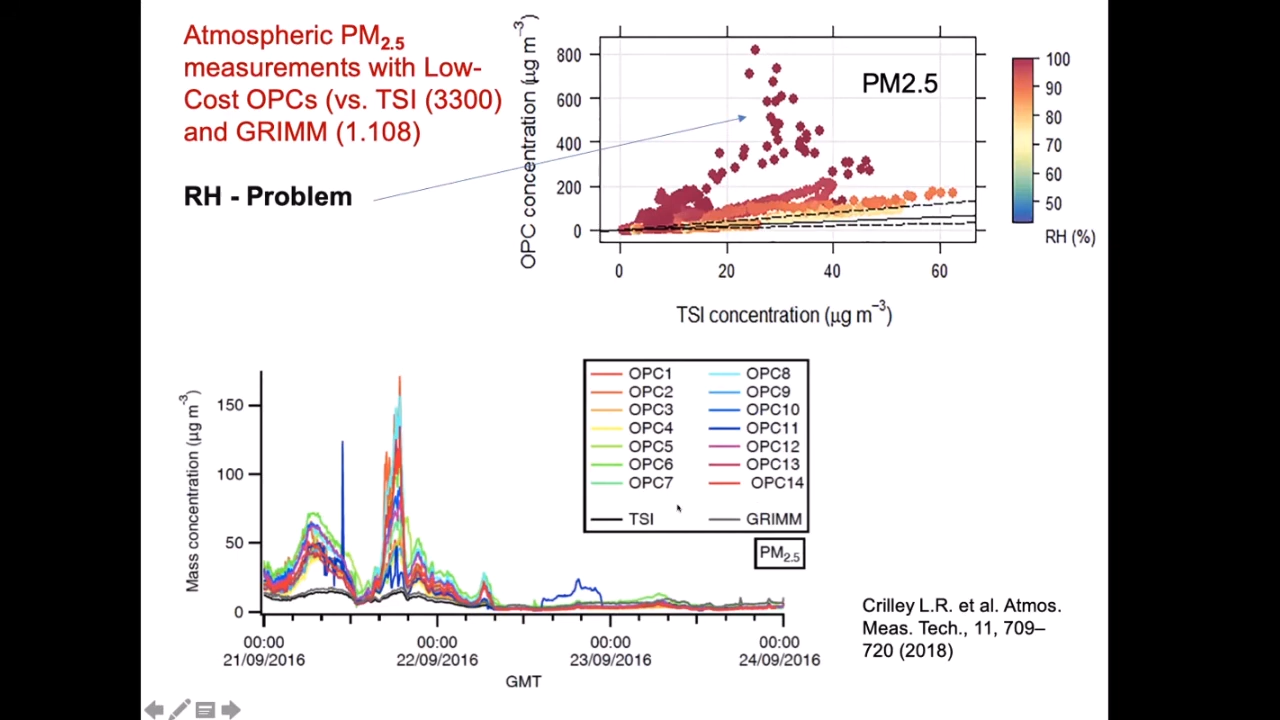 Atmospheric PM2.5
measurements with Low-
Cost OPCs (vs. TSI (3300)
and GRIMM (1.108)
RH - Problem
OPC concentration (μg m−3)
800
600
400
200
0
PM2.5
0 20 40 60
TSI concentration (μg m−3)
100
90
80
70
60
50
RH (%)
Mass concentration (μg m-3)
150
100
50
0
OPC1 OPC8
OPC2 OPC9
OPC3 OPC10
OPC4 OPC11
OPC5 OPC12
OPC6 OPC13
OPC7 OPC14
TSI GRIMM
PM2.5
00:00 00:00 00:00 00:00
21/09/2016 22/09/2016 23/09/2016 24/09/2016
GMT
Crilley L.R. et al. Atmos.
Meas. Tech., 11, 709–
720 (2018)